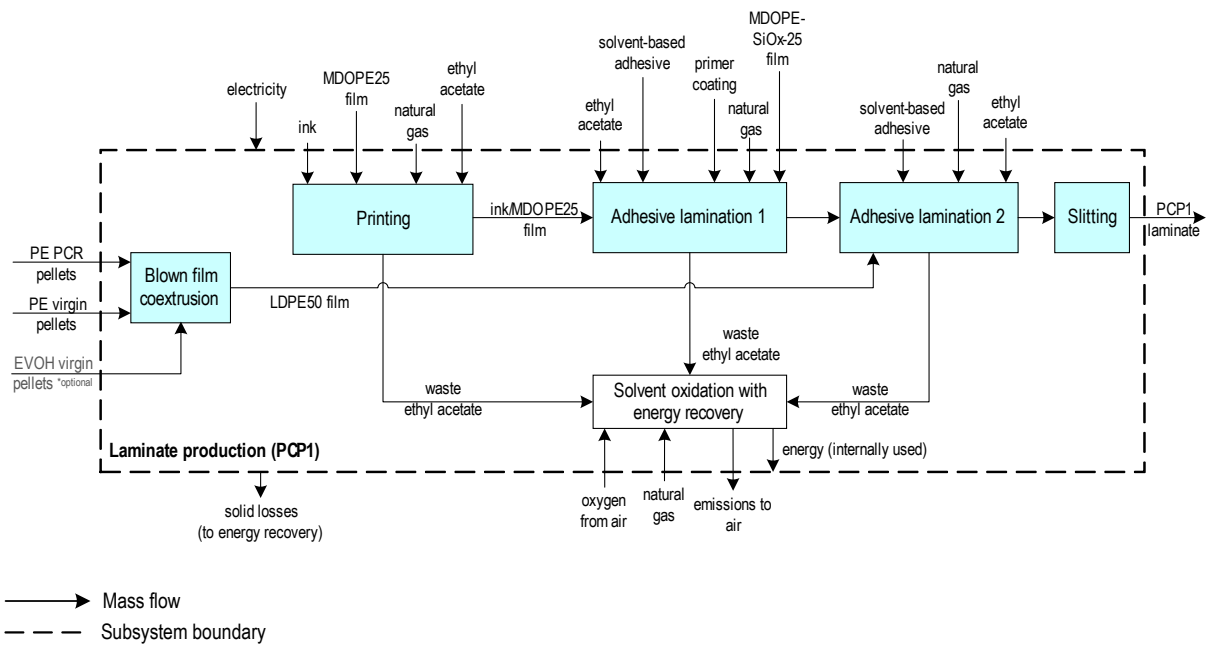 MDOPE-
SiOx-25
film
solvent-based
adhesive
primer
coating
natural
gas
ethyl
acetate
MDOPE25
film
electricity
natural
gas
ethyl
acetate
natural
gas
solvent-based
adhesive
ethyl
acetate
ink
Printing
ink/MDOPE25
film
Adhesive lamination 1
Adhesive lamination 2
Slitting
PCP1
laminate
PE PCR
pellets
PE virgin
pellets
EVOH virgin
pellets *optional
Blown film
coextrusion
LDPE50 film
waste
ethyl acetate
waste
ethyl acetate
Solvent oxidation with
energy recovery
waste
ethyl acetate
Laminate production (PCP1)
energy (internally used)
solid losses
(to energy recovery)
oxygen
from air
natural
gas
emissions to
air
Mass flow
Subsystem boundary